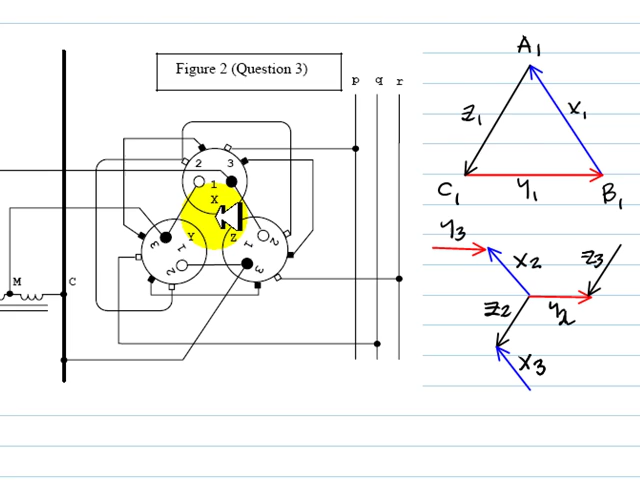 Figure 2 (Question 3)
p q r
2 3
1
X
Y Z
3 1 2
1 2 3
M C
A1
Z1 X1
C1 Y1 B1
Y3
X2 Z3
Z2 Y2
X3